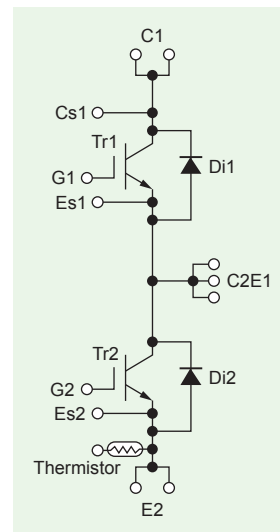 C1
Cs1
Tr1
Di1
G1
Es1
C2E1
Tr2
Di2
G2
Es2
Thermistor
E2